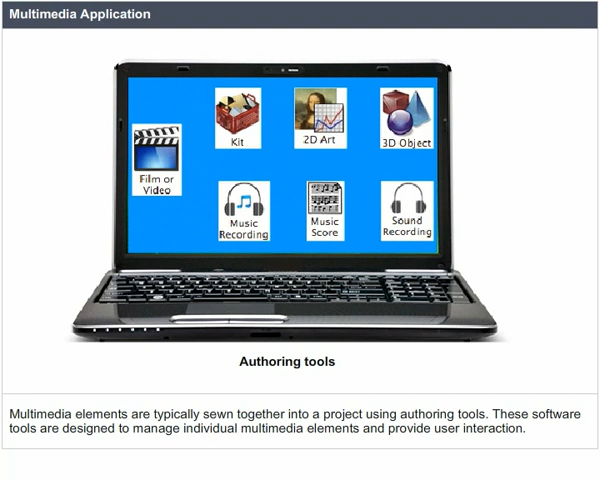 Multimedia Application
Kit
2D Art
3D Object
Film or
Video
Music
Recording
Music
Score
Sound
Recording
Authoring tools
Multimedia elements are typically sewn together into a project using authoring tools. These software
tools are designed to manage individual multimedia elements and provide user interaction.